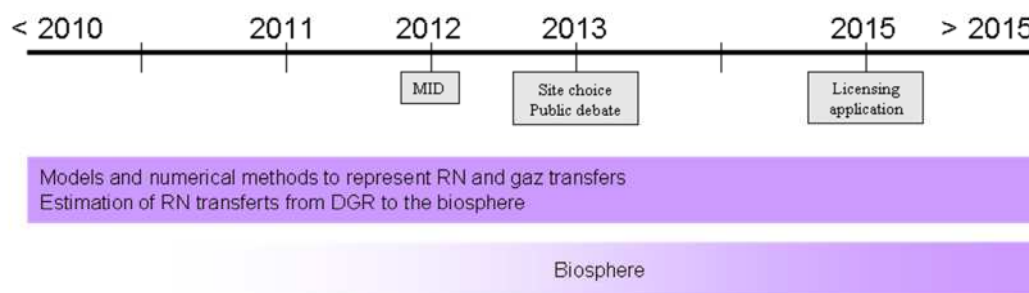 < 2010 2011 2012 2013 2015 > 2015
MID
Site choice
Public debate
Licensing
application
Models and numerical methods to represent RN and gaz transfers
Estimation of RN transferts from DGR to the biosphere
Biosphere